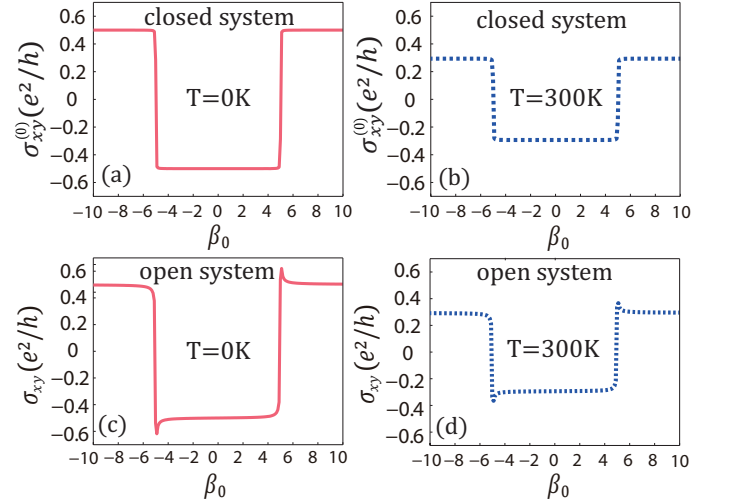 closed system
σ_{xy}^{(0)}(e²/h)
0.6
0.4
0.2
0
−0.2
−0.4
−0.6
T=0K
(a)
−10 −8 −6 −4 −2 0 2 4 6 8 10
β₀
closed system
σ_{xy}^{(0)}(e²/h)
0.6
0.4
0.2
0
−0.2
−0.4
−0.6
T=300K
(b)
−10 −8 −6 −4 −2 0 2 4 6 8 10
β₀
open system
σ_{xy}(e²/h)
0.6
0.4
0.2
0
−0.2
−0.4
−0.6
T=0K
(c)
−10 −8 −6 −4 −2 0 2 4 6 8 10
β₀
open system
σ_{xy}(e²/h)
0.6
0.4
0.2
0
−0.2
−0.4
−0.6
T=300K
(d)
−10 −8 −6 −4 −2 0 2 4 6 8 10
β₀